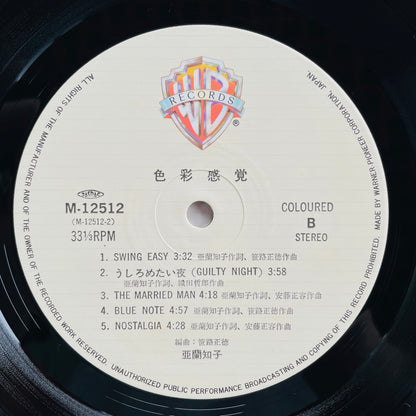 ALL RIGHTS OF THE MANUFACTURER AND OF THE OWNER OF THE RECORDED WORK RESERVED. UNAUTHORIZED PUBLIC PERFORMANCE BROADCASTING AND COPYING OF THIS RECORD PROHIBITED. MADE BY WARNER-PIONEER CORPORATION, JAPAN.
WB
RECORDS
色彩感覚
M-12512
(M-12512-2)
33⅓RPM
COLOURED
B
STEREO
1. SWING EASY 3:32 亜蘭知子作詞、笹路正徳作曲
2. うしろめたい夜 (GUILTY NIGHT) 3:58
亜蘭知子作詞、織田哲郎作曲
3. THE MARRIED MAN 4:18 亜蘭知子作詞、安藤正容作曲
4. BLUE NOTE 4:57 亜蘭知子作詞、笹路正徳作曲
5. NOSTALGIA 4:28 亜蘭知子作詞、安藤正容作曲
編曲：笹路正徳
亜蘭知子